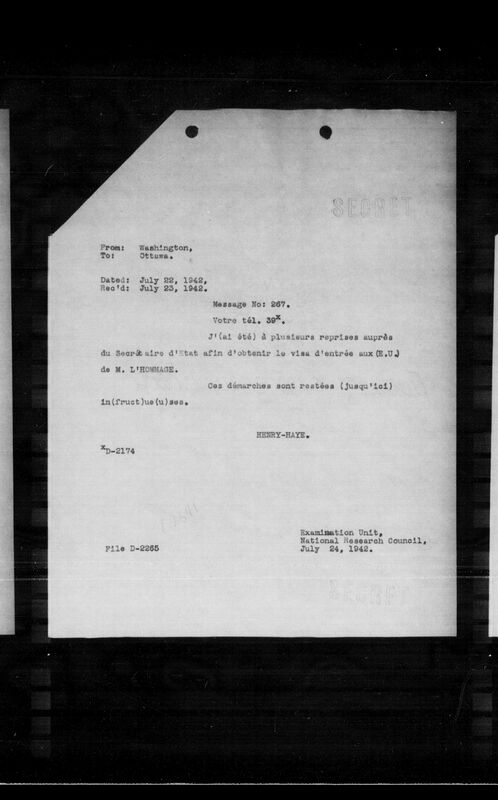 SECRET
From: Washington,
To: Ottawa.
Dated: July 22, 1942,
Rec'd: July 23, 1942.
Message No: 267.
Votre tél. 39x.
J'(ai été) à plusieurs reprises auprès
du Secrétaire d'Etat afin d'obtenir le visa d'entrée aux (E.U.)
de M. L'HOMMAGE.
Ces démarches sont restées (jusqu'ici)
in(fruct)ue(u)ses.
HENRY-HAYE.
xD-2174
Examination Unit,
National Research Council,
File D-2265
July 24, 1942.